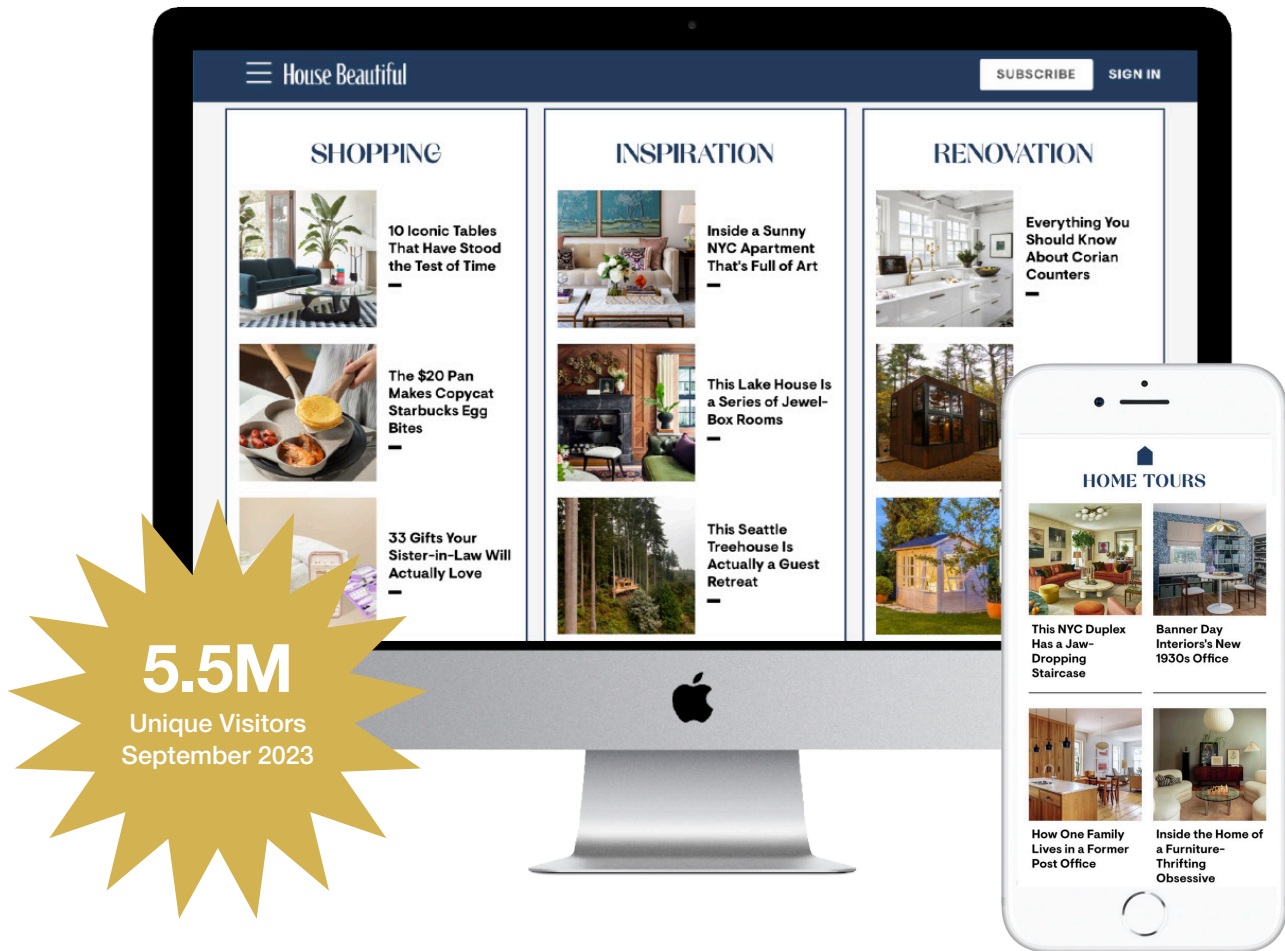 House Beautiful
SUBSCRIBE
SIGN IN
SHOPPING
10 Iconic Tables
That Have Stood
the Test of Time
The $20 Pan
Makes Copycat
Starbucks Egg
Bites
33 Gifts Your
Sister-in-Law Will
Actually Love
INSPIRATION
Inside a Sunny
NYC Apartment
That's Full of Art
This Lake House Is
a Series of Jewel-
Box Rooms
This Seattle
Treehouse Is
Actually a Guest
Retreat
RENOVATION
Everything You
Should Know
About Corian
Counters
HOME TOURS
This NYC Duplex
Has a Jaw-
Dropping
Staircase
Banner Day
Interiors's New
1930s Office
How One Family
Lives in a Former
Post Office
Inside the Home of
a Furniture-
Thrifting
Obsessive
5.5M
Unique Visitors
September 2023